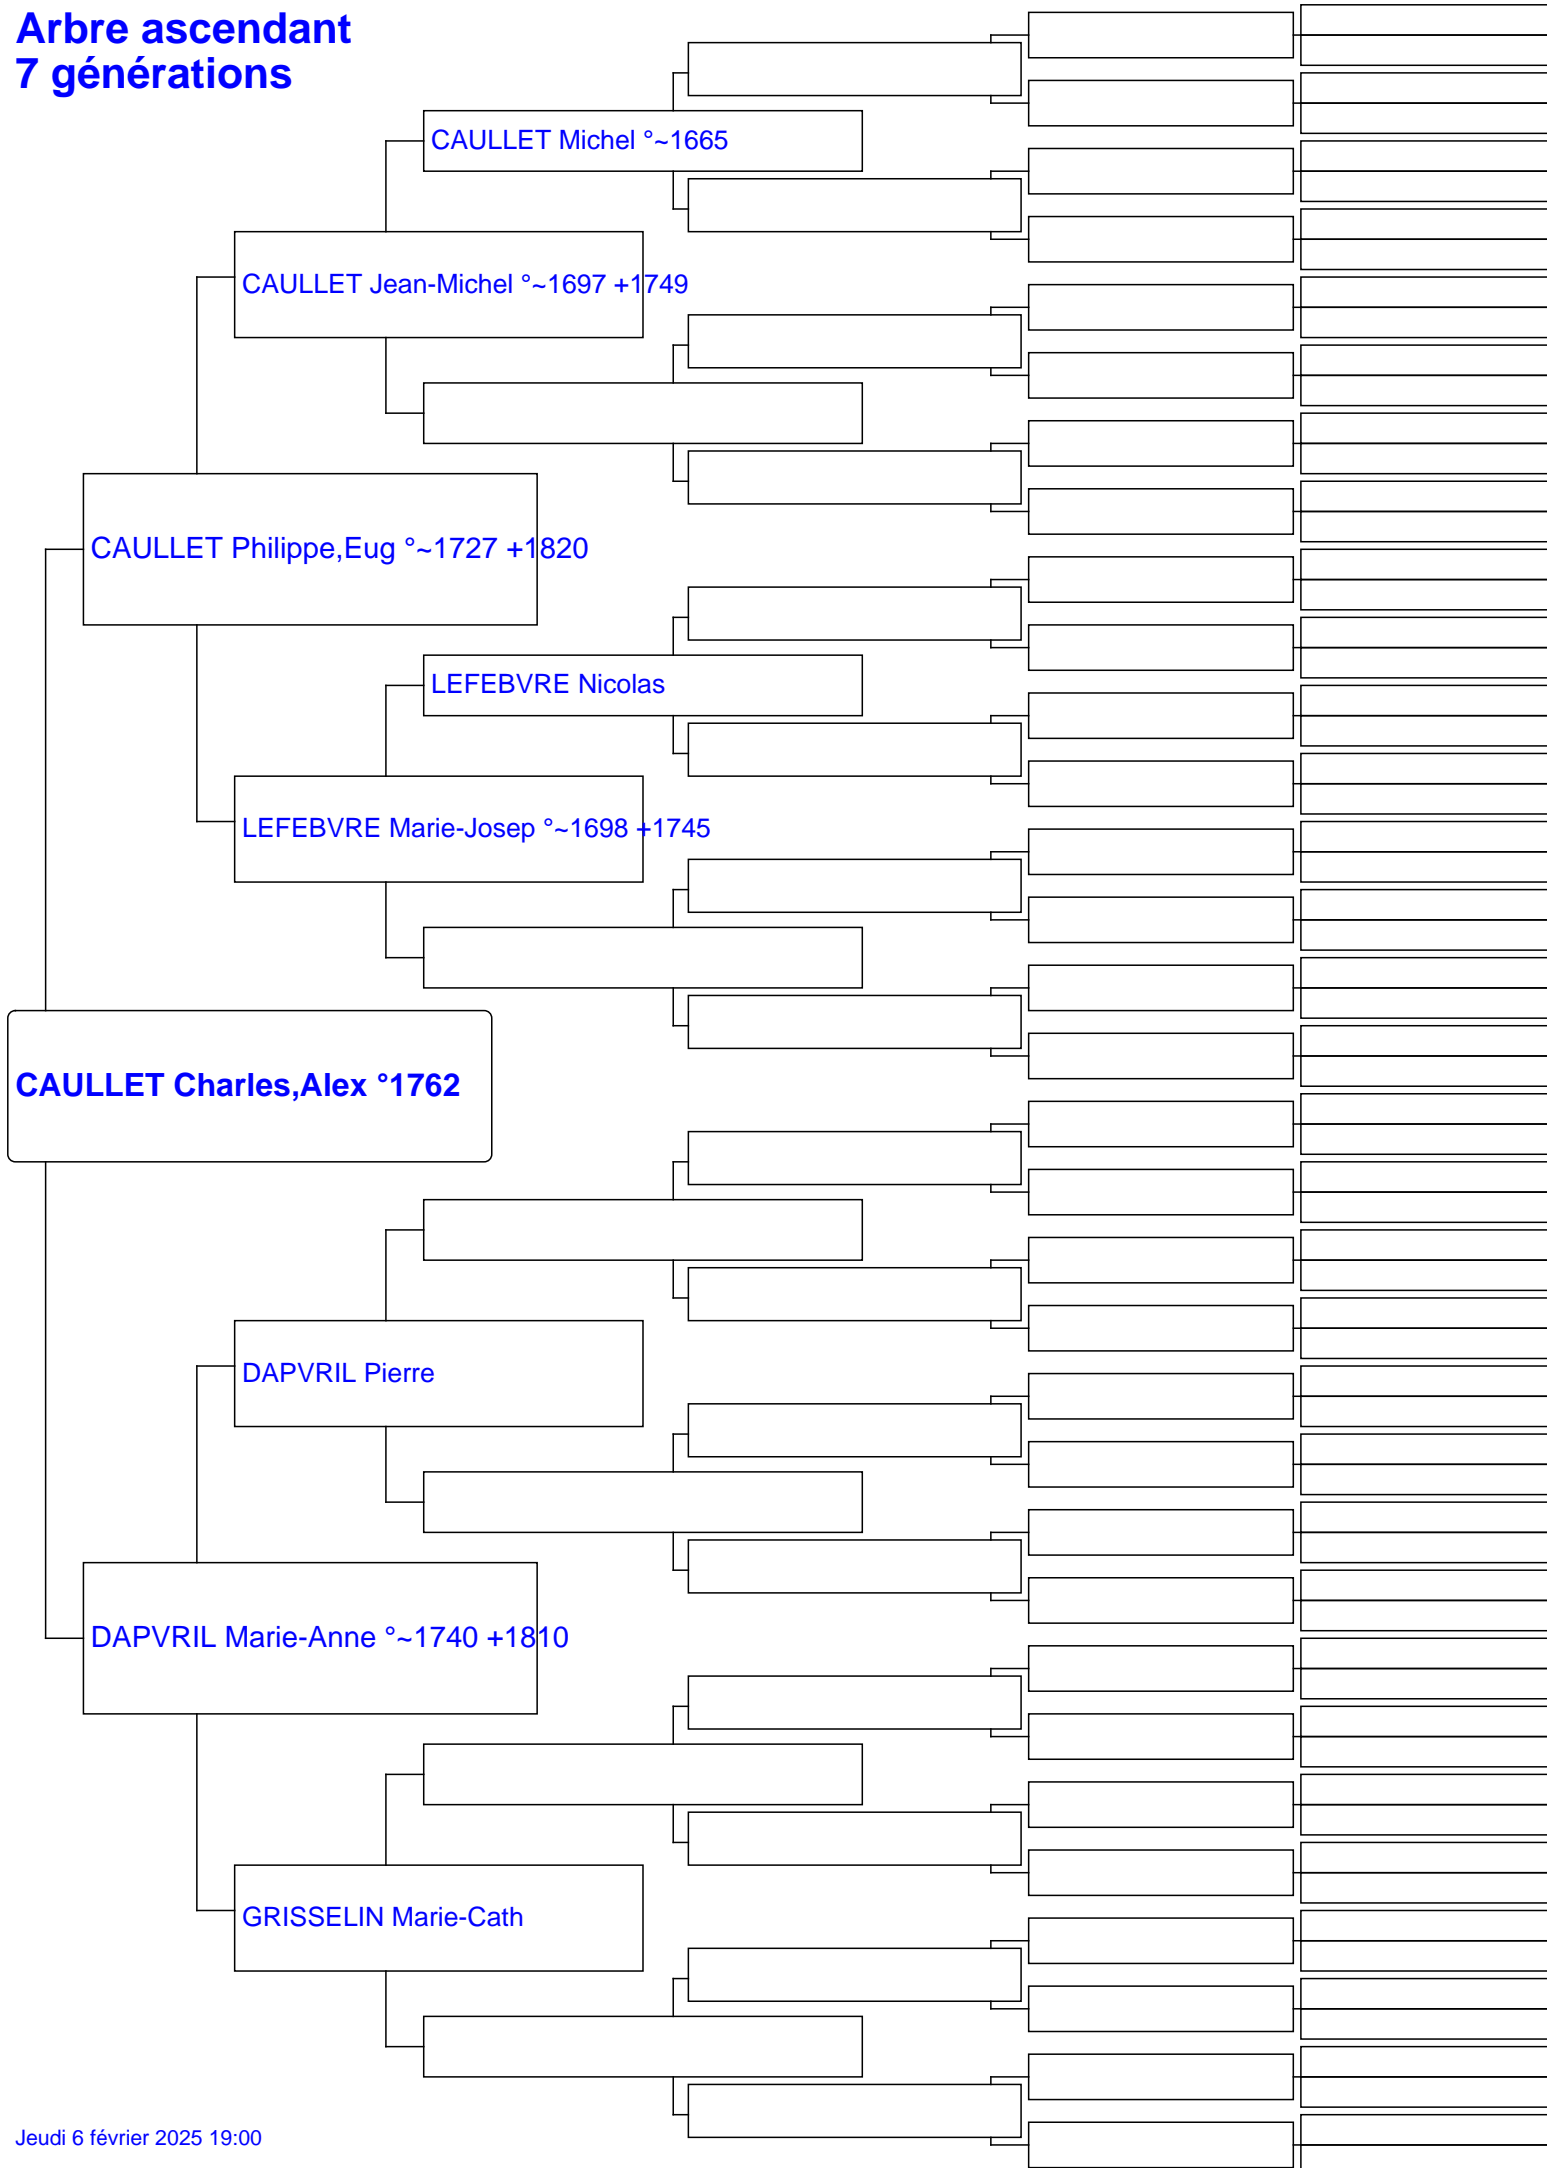 Arbre ascendant
7 générations
CAULLET Michel °~1665
CAULLET Jean-Michel °~1697 +1749
CAULLET Philippe,Eug °~1727 +1820
LEFEBVRE Nicolas
LEFEBVRE Marie-Josep °~1698 +1745
CAULLET Charles,Alex °1762
DAPVRIL Pierre
DAPVRIL Marie-Anne °~1740 +1810
GRISSELIN Marie-Cath
Jeudi 6 février 2025 19:00